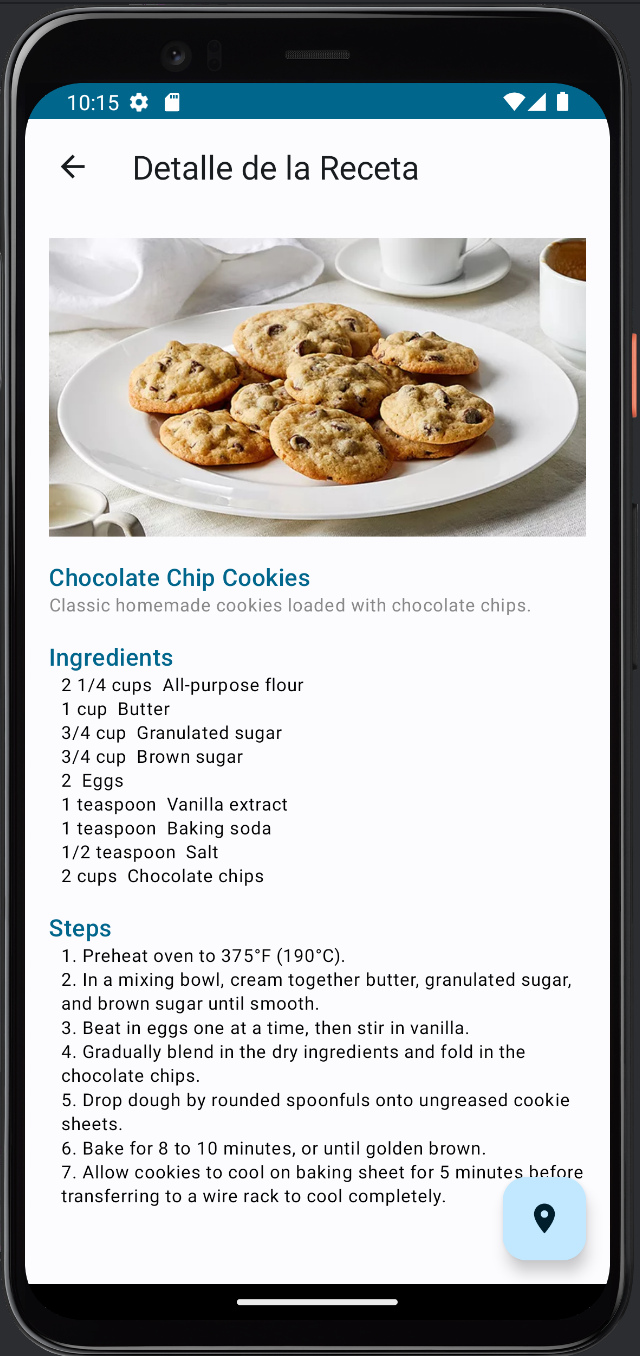 10:15
Detalle de la Receta
Chocolate Chip Cookies
Classic homemade cookies loaded with chocolate chips.
Ingredients
2 1/4 cups  All-purpose flour
1 cup  Butter
3/4 cup  Granulated sugar
3/4 cup  Brown sugar
2  Eggs
1 teaspoon  Vanilla extract
1 teaspoon  Baking soda
1/2 teaspoon  Salt
2 cups  Chocolate chips
Steps
1. Preheat oven to 375°F (190°C).
2. In a mixing bowl, cream together butter, granulated sugar,
and brown sugar until smooth.
3. Beat in eggs one at a time, then stir in vanilla.
4. Gradually blend in the dry ingredients and fold in the
chocolate chips.
5. Drop dough by rounded spoonfuls onto ungreased cookie
sheets.
6. Bake for 8 to 10 minutes, or until golden brown.
7. Allow cookies to cool on baking sheet for 5 minutes before
transferring to a wire rack to cool completely.